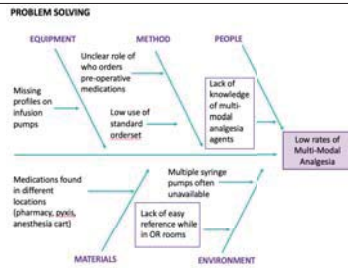 PROBLEM SOLVING
EQUIPMENT
METHOD
PEOPLE
Unclear role of
who orders
pre-operative
medications
Missing
profiles on
infusion
pumps
Low use of
standard
orderset
Lack of
knowledge
of multi-
modal
analgesia
agents
Low rates of
Multi-Modal
Analgesia
Medications found
in different
locations
(pharmacy, pyxis,
anesthesia cart)
Multiple syringe
pumps often
unavailable
Lack of easy
reference while
in OR rooms
MATERIALS
ENVIRONMENT